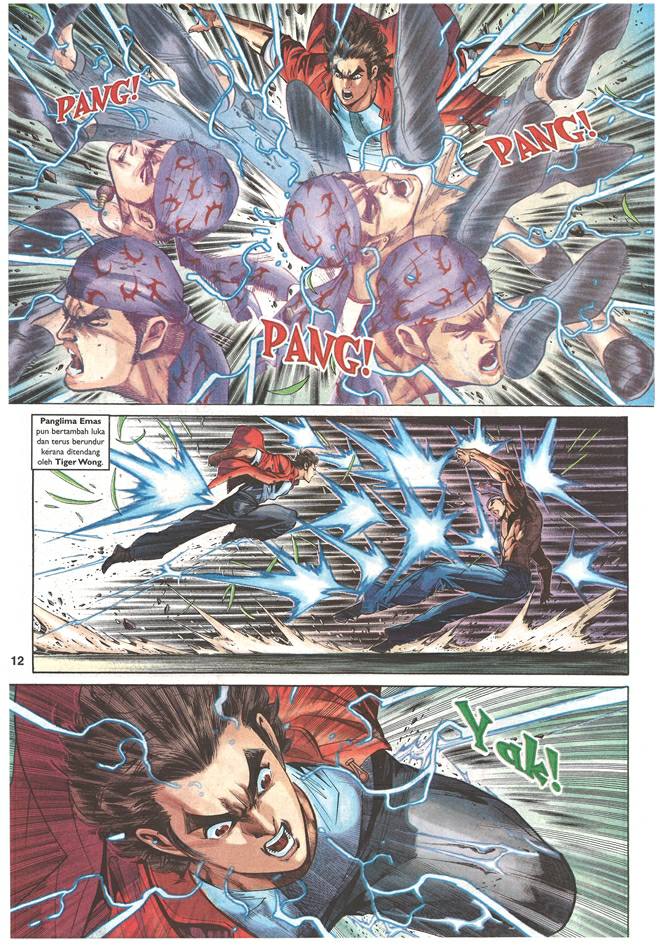 PANG!
PANG!
PANG!
Panglima Emas
pun bertambah luka
dan terus berundur
kerana ditendang
oleh Tiger Wong.
12
Yak!